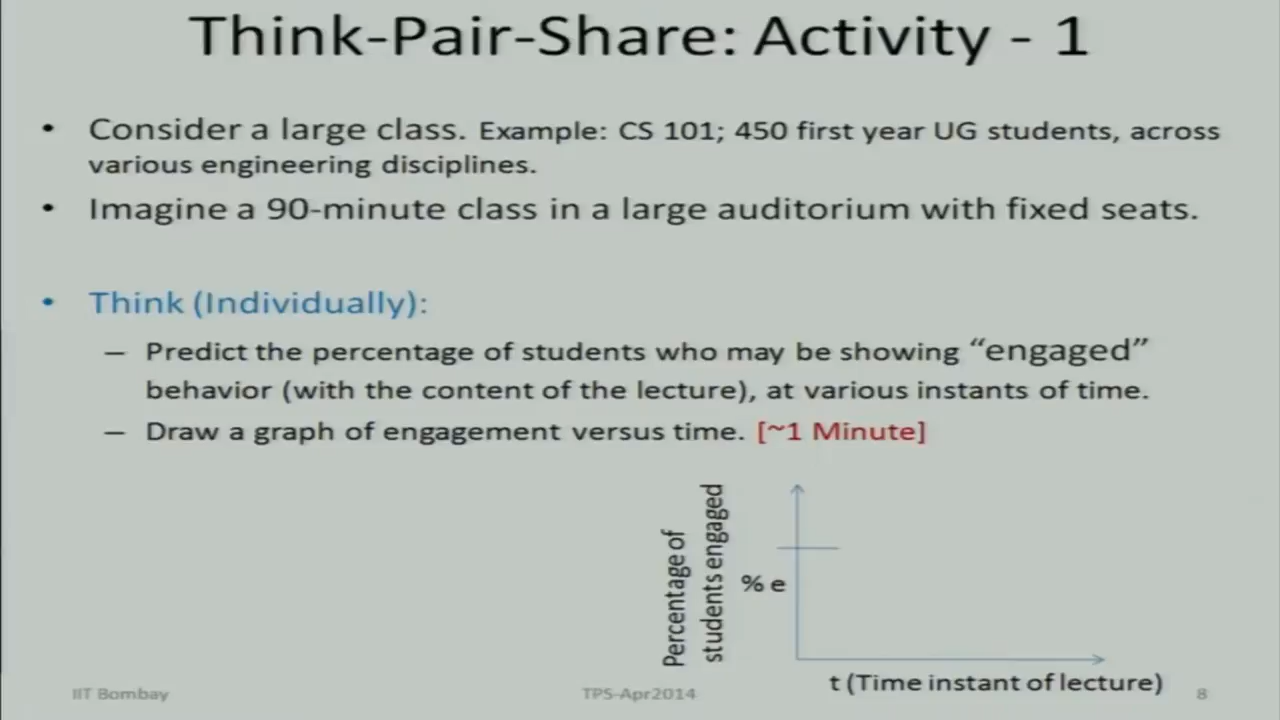 Think-Pair-Share: Activity - 1
• Consider a large class. Example: CS 101; 450 first year UG students, across
various engineering disciplines.
• Imagine a 90-minute class in a large auditorium with fixed seats.
• Think (Individually):
– Predict the percentage of students who may be showing “engaged”
behavior (with the content of the lecture), at various instants of time.
– Draw a graph of engagement versus time. [~1 Minute]
Percentage of
students engaged
% e
t (Time instant of lecture)
IIT Bombay
TPS-Apr2014
8